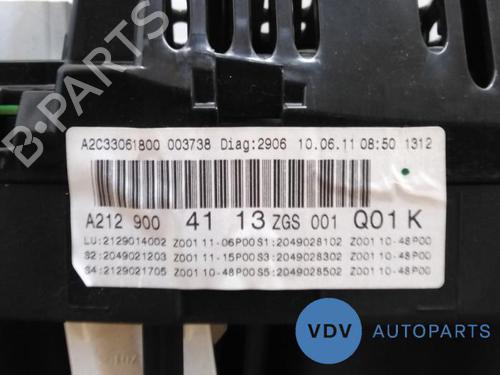 B-PARTS
A2C33061800 003738 Diag:2906 10.06.11 08:50 1312
A212 900 41 13 ZGS 001 Q01 K
LU:2129014002 Z001 11-06P00 S1:2049028102 Z001 10-48P00
S2:2049021203 Z001 11-15P00 S3:2049028302 Z001 10-48P00
S4:2129021705 Z001 10-48P00 S5:2049028502 Z001 10-48P00
VDV AUTOPARTS